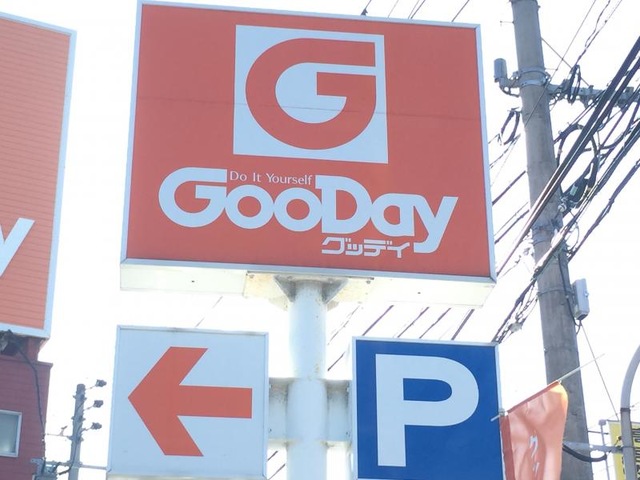 G
Do It Yourself
GooDay
グッデイ
P